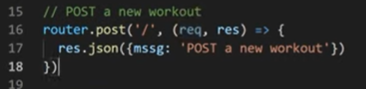 15 // POST a new workout
16 router.post('/', (req, res) => {
17 res.json({mssg: 'POST a new workout'})
18 })
19